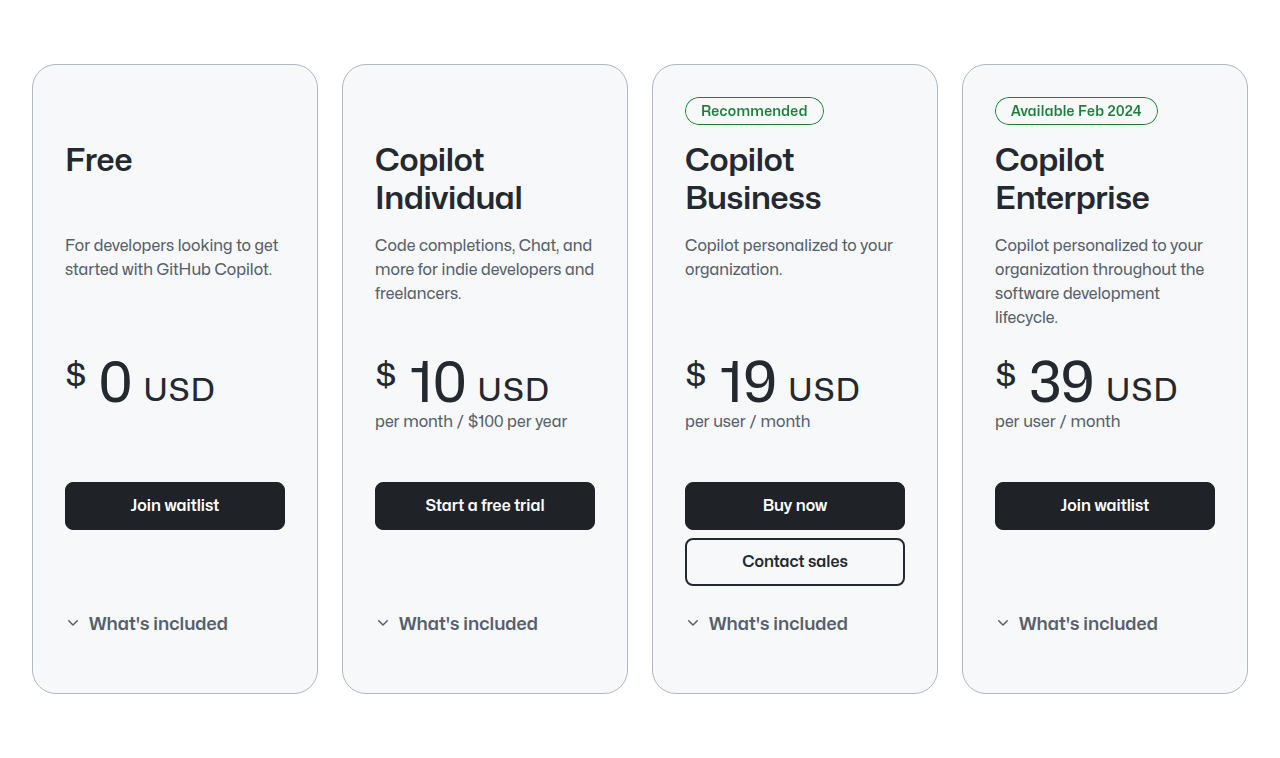 Free
For developers looking to get
started with GitHub Copilot.
$ 0 USD
Join waitlist
What's included
Copilot
Individual
Code completions, Chat, and
more for indie developers and
freelancers.
$ 10 USD
per month / $100 per year
Start a free trial
What's included
Recommended
Copilot
Business
Copilot personalized to your
organization.
$ 19 USD
per user / month
Buy now
Contact sales
What's included
Available Feb 2024
Copilot
Enterprise
Copilot personalized to your
organization throughout the
software development
lifecycle.
$ 39 USD
per user / month
Join waitlist
What's included